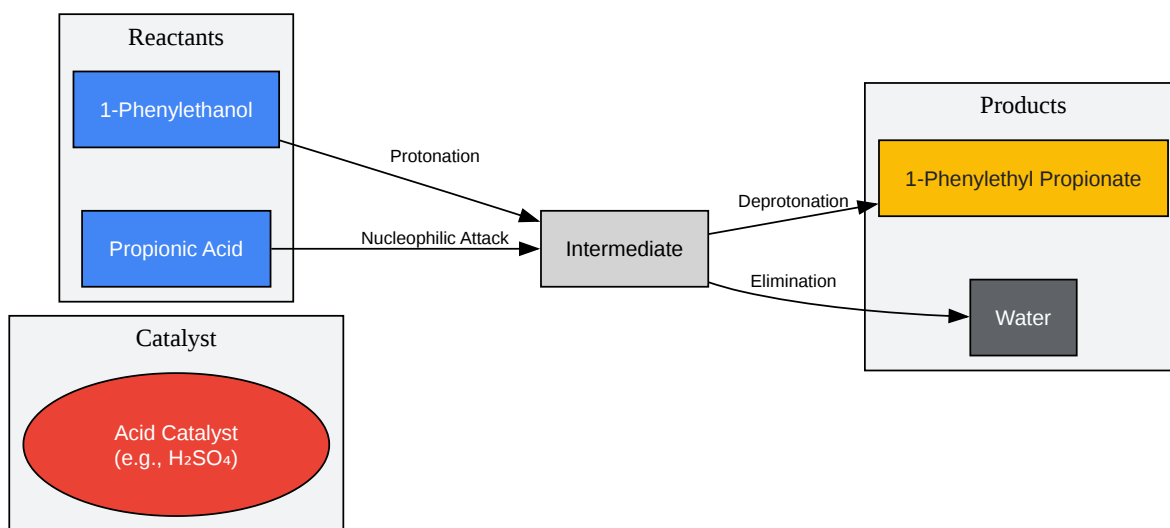 Reactants
1-Phenylethanol
Propionic Acid
Catalyst
Acid Catalyst
(e.g., H₂SO₄)
Protonation
Nucleophilic Attack
Intermediate
Deprotonation
Elimination
Products
1-Phenylethyl Propionate
Water